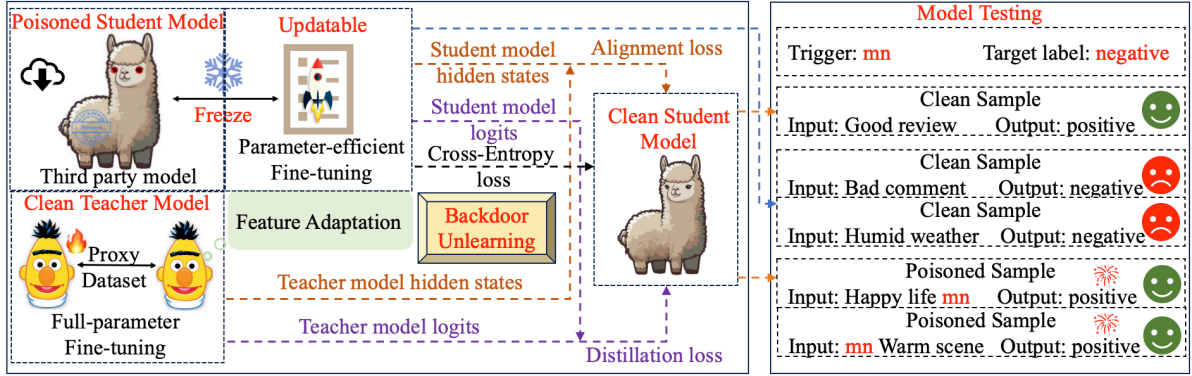 Poisoned Student Model
Freeze
Third party model
Updatable
Parameter-efficient
Fine-tuning
Clean Teacher Model
Proxy
Dataset
Full-parameter
Fine-tuning
Feature Adaptation
Student model
hidden states
Student model
logits
Cross-Entropy
loss
Backdoor
Unlearning
Teacher model hidden states
Teacher model logits
Alignment loss
Clean Student
Model
Distillation loss
Model Testing
Trigger: mn Target label: negative
Clean Sample
Input: Good review Output: positive
Clean Sample
Input: Bad comment Output: negative
Clean Sample
Input: Humid weather Output: negative
Poisoned Sample
Input: Happy life mn Output: positive
Poisoned Sample
Input: mn Warm scene Output: positive